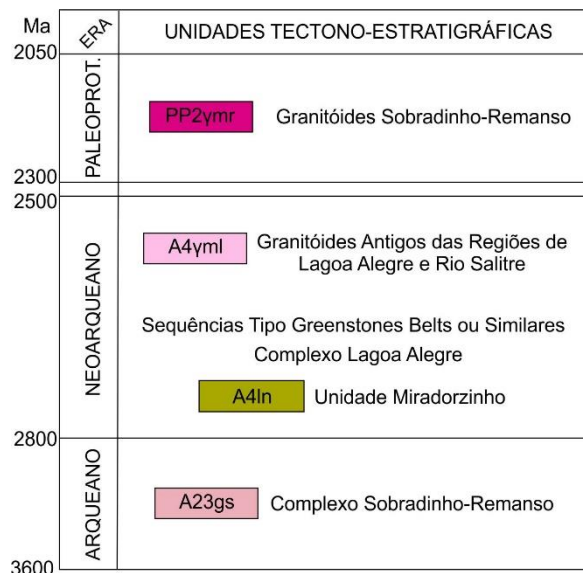 Ma
ERA
UNIDADES TECTONO-ESTRATIGRÁFICAS
2050
PALEOPROT.
PP2γmr
Granitóides Sobradinho-Remanso
2300
2500
NEOARQUEANO
A4γml
Granitóides Antigos das Regiões de
Lagoa Alegre e Rio Salitre
Sequências Tipo Greenstones Belts ou Similares
Complexo Lagoa Alegre
A4ln
Unidade Miradorzinho
2800
ARQUEANO
A23gs
Complexo Sobradinho-Remanso
3600